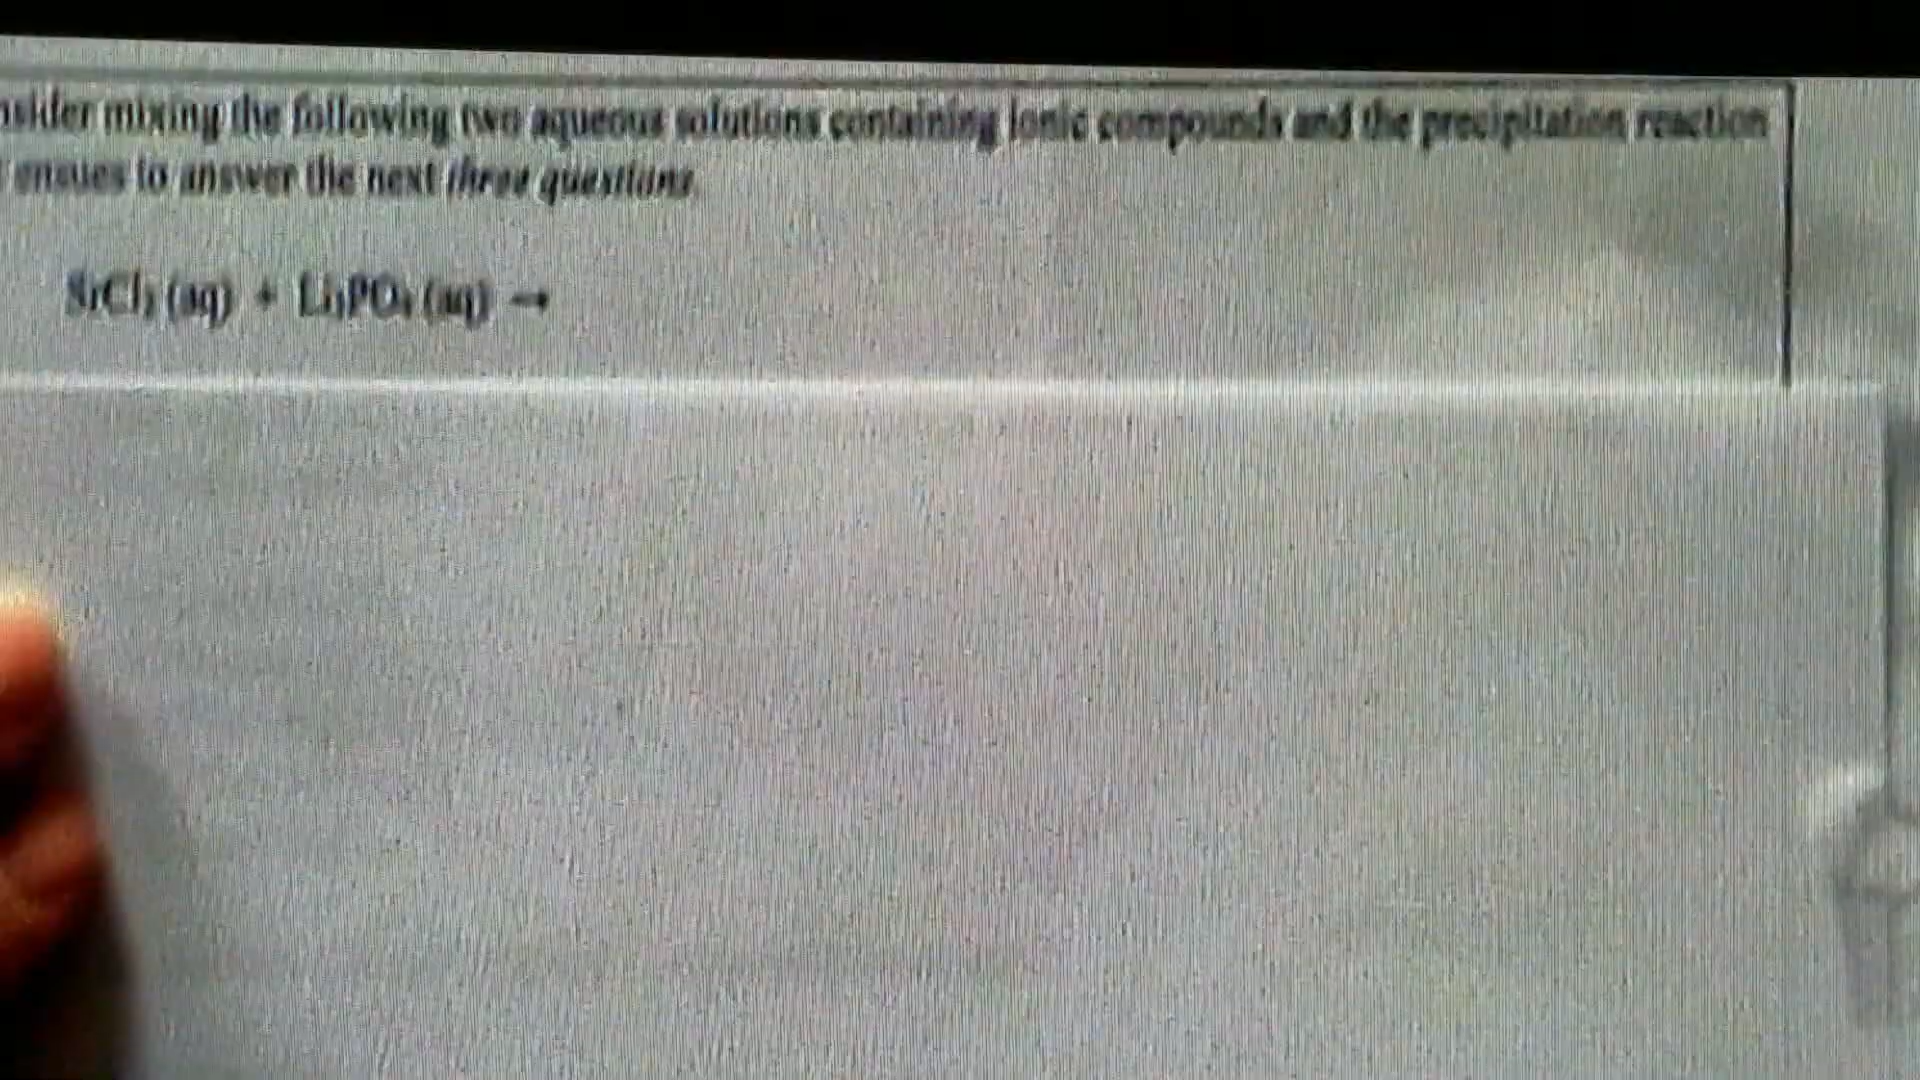 nsider mixing the following two aqueous solutions containing ionic compounds and the precipitation reaction
ensues to answer the next three questions.
SrCl₂ (aq) + Li₃PO₄ (aq) →